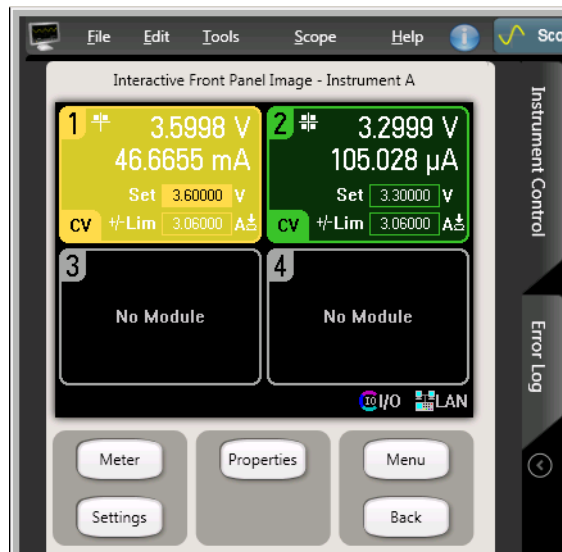 File Edit Tools Scope Help i Sco
Interactive Front Panel Image - Instrument A
1 3.5998 V
46.6655 mA
Set 3.60000 V
CV +/-Lim 3.06000 A
2 3.2999 V
105.028 µA
Set 3.30000 V
CV +/-Lim 3.06000 A
3
No Module
4
No Module
IO I/O LAN
Meter Properties Menu
Settings Back
Instrument Control
Error Log